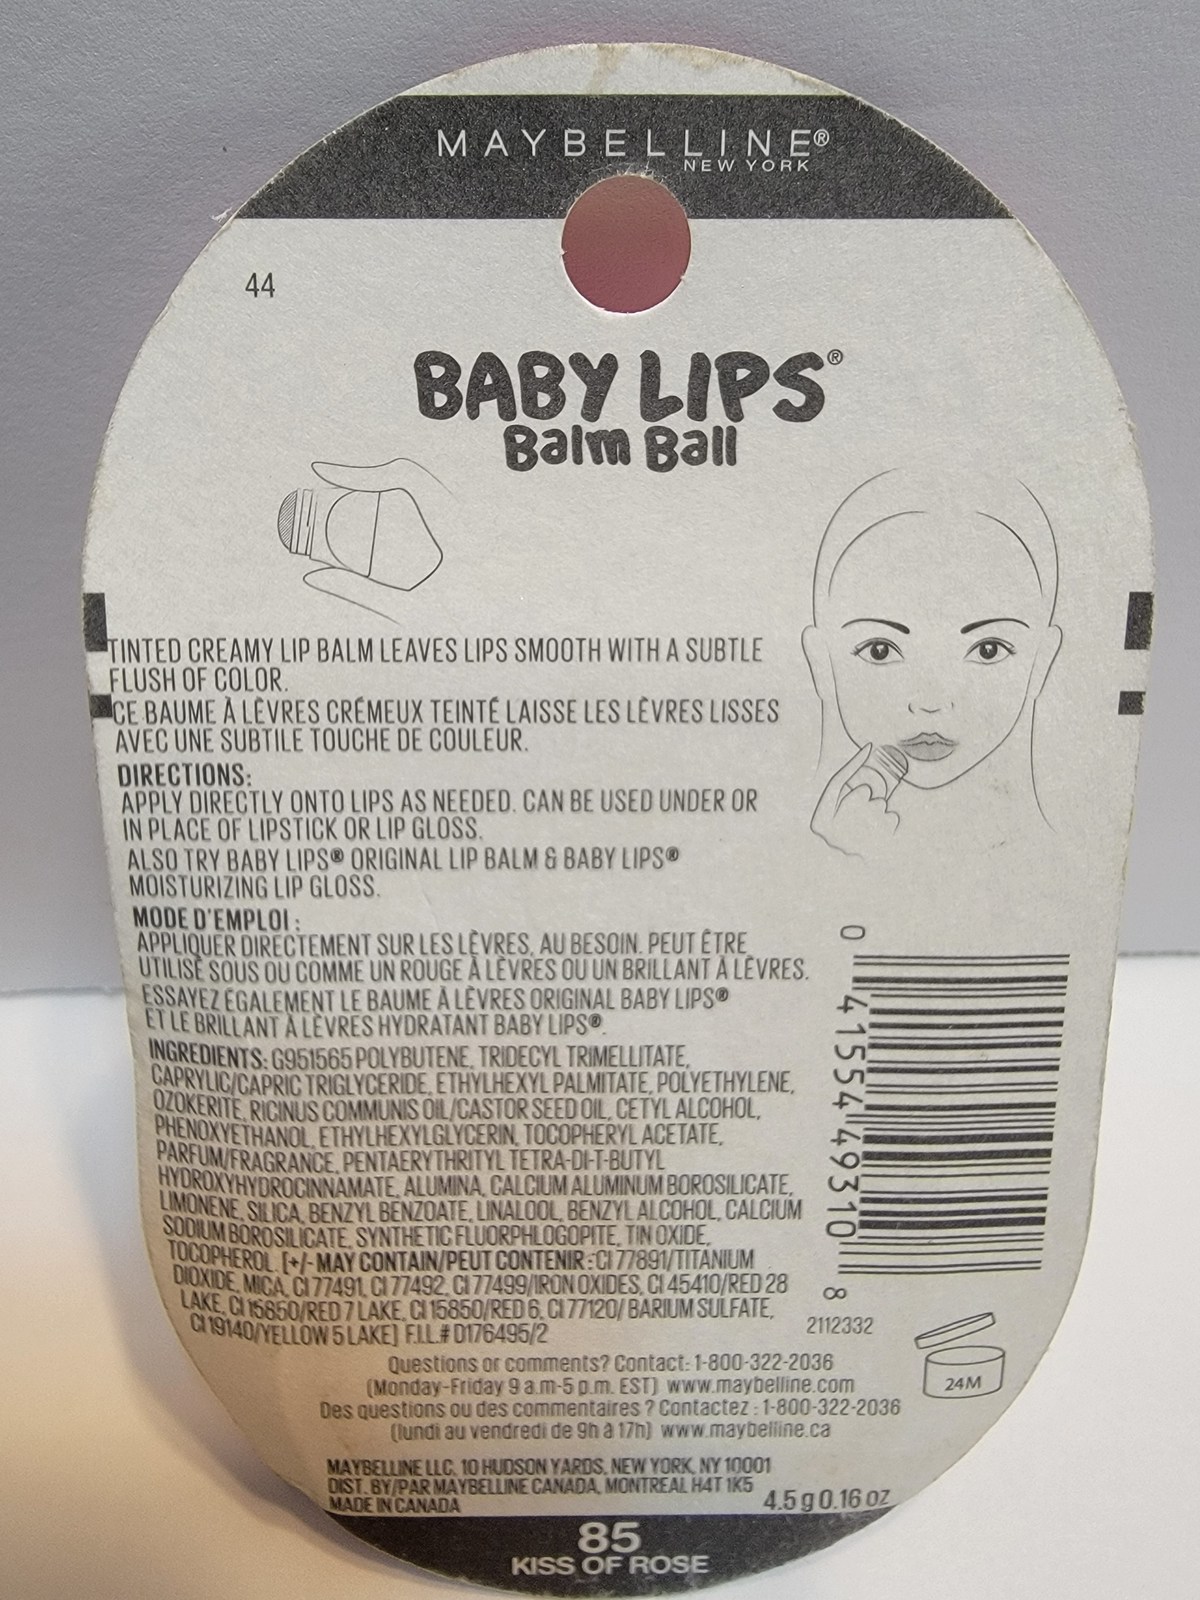 MAYBELLINE®
NEW YORK
44
BABY LIPS®
Balm Ball
TINTED CREAMY LIP BALM LEAVES LIPS SMOOTH WITH A SUBTLE
FLUSH OF COLOR.
CE BAUME À LÈVRES CRÉMEUX TEINTÉ LAISSE LES LÈVRES LISSES
AVEC UNE SUBTILE TOUCHE DE COULEUR.
DIRECTIONS:
APPLY DIRECTLY ONTO LIPS AS NEEDED. CAN BE USED UNDER OR
IN PLACE OF LIPSTICK OR LIP GLOSS.
ALSO TRY BABY LIPS® ORIGINAL LIP BALM & BABY LIPS®
MOISTURIZING LIP GLOSS.
MODE D'EMPLOI :
APPLIQUER DIRECTEMENT SUR LES LÈVRES, AU BESOIN. PEUT ÊTRE
UTILISÉ SOUS OU COMME UN ROUGE À LÈVRES OU UN BRILLANT À LÈVRES.
ESSAYEZ ÉGALEMENT LE BAUME À LÈVRES ORIGINAL BABY LIPS®
ET LE BRILLANT À LÈVRES HYDRATANT BABY LIPS®.
INGREDIENTS: G951565 POLYBUTENE, TRIDECYL TRIMELLITATE,
CAPRYLIC/CAPRIC TRIGLYCERIDE, ETHYLHEXYL PALMITATE, POLYETHYLENE,
OZOKERITE, RICINUS COMMUNIS OIL/CASTOR SEED OIL, CETYL ALCOHOL,
PHENOXYETHANOL, ETHYLHEXYLGLYCERIN, TOCOPHERYL ACETATE,
PARFUM/FRAGRANCE, PENTAERYTHRITYL TETRA-DI-T-BUTYL
HYDROXYHYDROCINNAMATE, ALUMINA, CALCIUM ALUMINUM BOROSILICATE,
LIMONENE, SILICA, BENZYL BENZOATE, LINALOOL, BENZYL ALCOHOL, CALCIUM
SODIUM BOROSILICATE, SYNTHETIC FLUORPHLOGOPITE, TIN OXIDE,
TOCOPHEROL. [+/- MAY CONTAIN/PEUT CONTENIR : CI 77891/TITANIUM
DIOXIDE, MICA, CI 77491, CI 77492, CI 77499/IRON OXIDES, CI 45410/RED 28
LAKE, CI 15850/RED 7 LAKE, CI 15850/RED 6, CI 77120/ BARIUM SULFATE,
CI 19140/YELLOW 5 LAKE] F.I.L.# D176495/2
0 41554 49310 8
2112332
24M
Questions or comments? Contact: 1-800-322-2036
(Monday-Friday 9 a.m-5 p.m. EST) www.maybelline.com
Des questions ou des commentaires ? Contactez : 1-800-322-2036
(lundi au vendredi de 9h à 17h) www.maybelline.ca
MAYBELLINE LLC, 10 HUDSON YARDS, NEW YORK, NY 10001
DIST. BY/PAR MAYBELLINE CANADA, MONTREAL H4T 1K5
MADE IN CANADA
4.5 g 0.16 oz
85
KISS OF ROSE